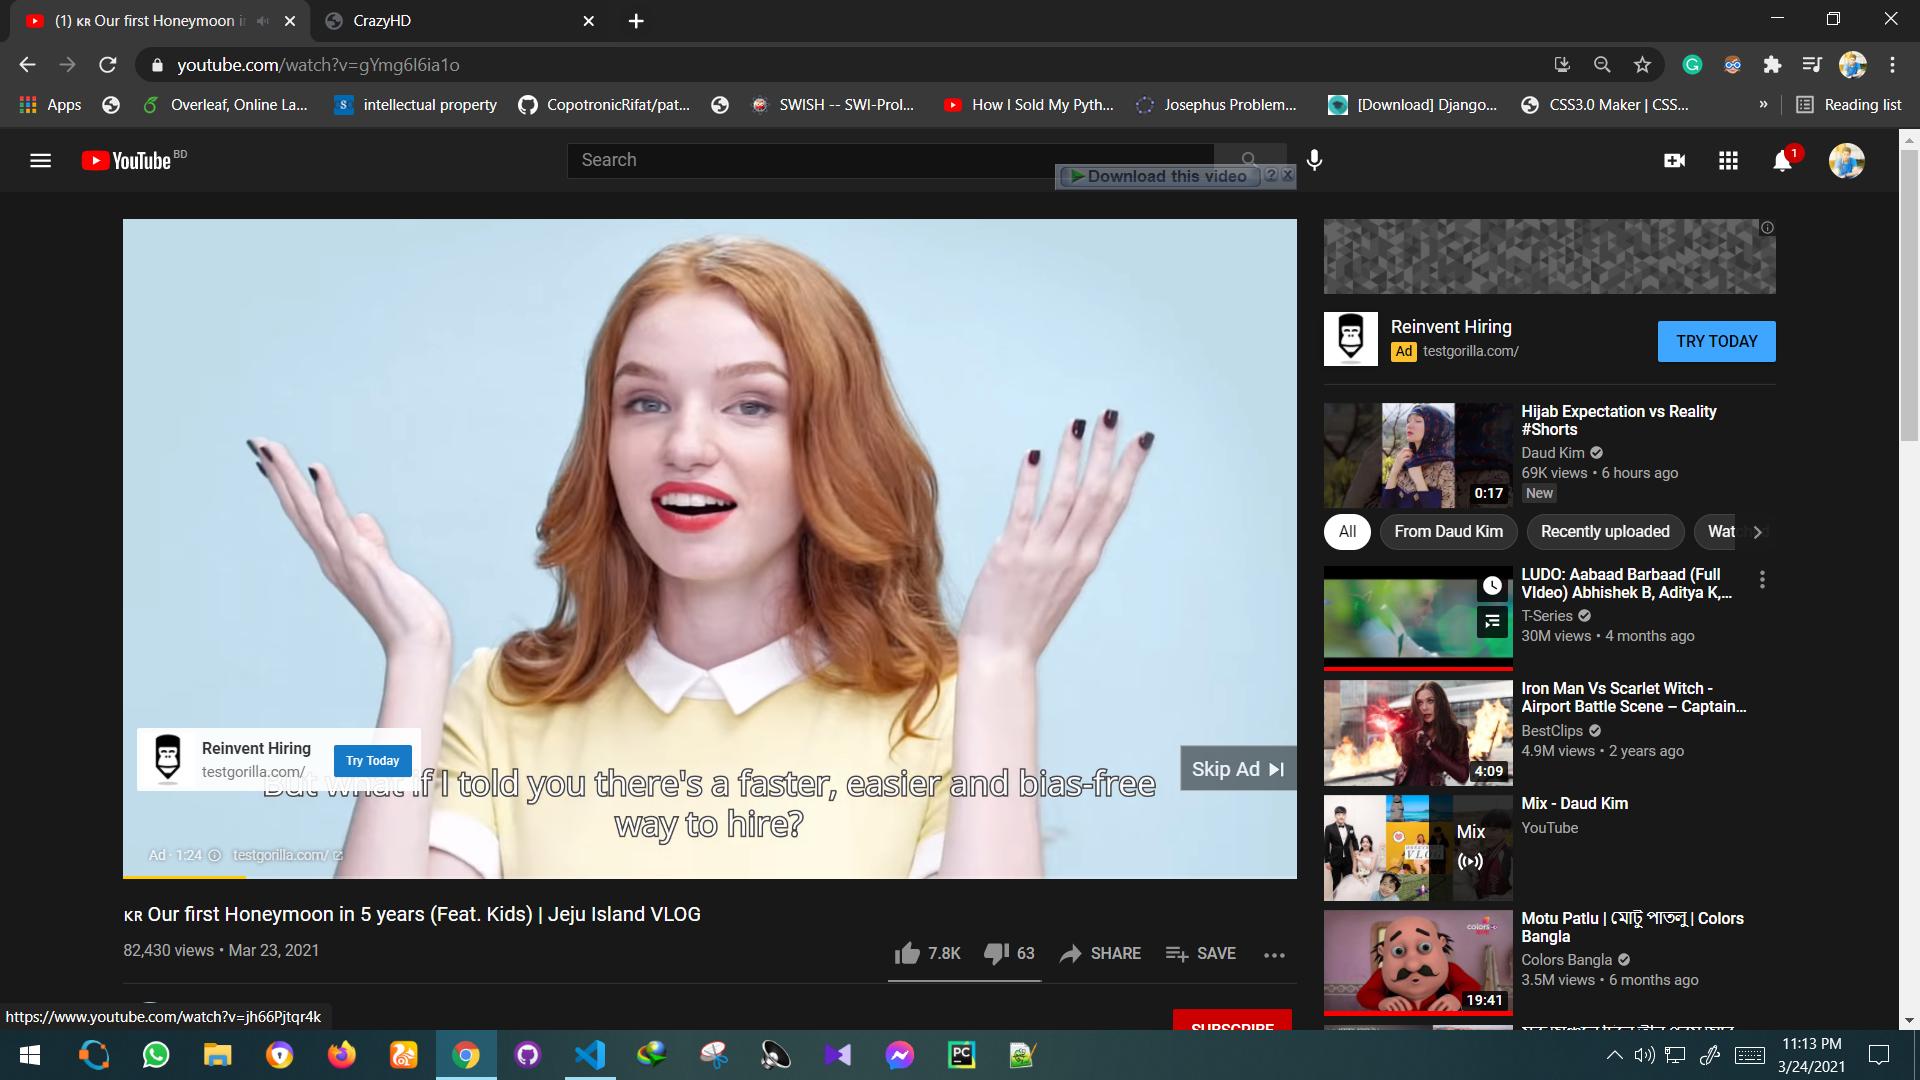 (1) ᴋʀ Our first Honeymoon i
CrazyHD
youtube.com/watch?v=gYmg6I6ia1o
Apps
Overleaf, Online La...
intellectual property
CopotronicRifat/pat...
SWISH -- SWI-Prol...
How I Sold My Pyth...
Josephus Problem...
[Download] Django...
CSS3.0 Maker | CSS...
»
Reading list
YouTube BD
Search
Download this video ? X
1
Reinvent Hiring
Ad testgorilla.com/
TRY TODAY
Hijab Expectation vs Reality
#Shorts
Daud Kim
69K views • 6 hours ago
New
0:17
All
From Daud Kim
Recently uploaded
LUDO: Aabaad Barbaad (Full
VIdeo) Abhishek B, Aditya K,...
T-Series
30M views • 4 months ago
Iron Man Vs Scarlet Witch -
Airport Battle Scene – Captain...
BestClips
4.9M views • 2 years ago
4:09
Mix - Daud Kim
YouTube
Mix
Motu Patlu | মোটু পাতলু | Colors
Bangla
Colors Bangla
3.5M views • 6 months ago
19:41
colors
Reinvent Hiring
testgorilla.com/
Try Today
But what if I told you there's a faster, easier and bias-free
way to hire?
Skip Ad
Ad · 1:24
testgorilla.com/
ᴋʀ Our first Honeymoon in 5 years (Feat. Kids) | Jeju Island VLOG
82,430 views • Mar 23, 2021
7.8K
63
SHARE
SAVE
SUBSCRIBE
https://www.youtube.com/watch?v=jh66Pjtqr4k
PC
11:13 PM
3/24/2021